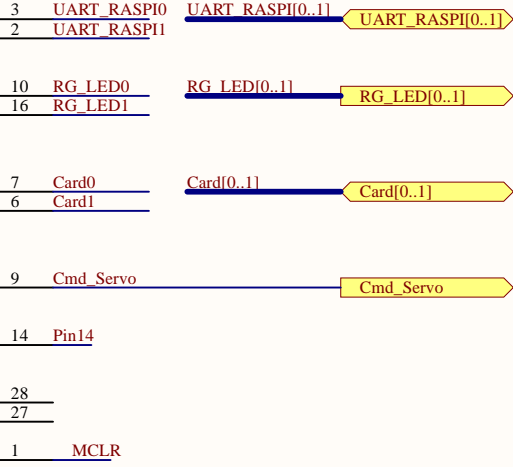 3 UART_RASPI0 UART_RASPI[0..1] UART_RASPI[0..1]
2 UART_RASPI1
10 RG_LED0 RG_LED[0..1] RG_LED[0..1]
16 RG_LED1
7 Card0 Card[0..1] Card[0..1]
6 Card1
9 Cmd_Servo Cmd_Servo
14 Pin14
28
27
1 MCLR